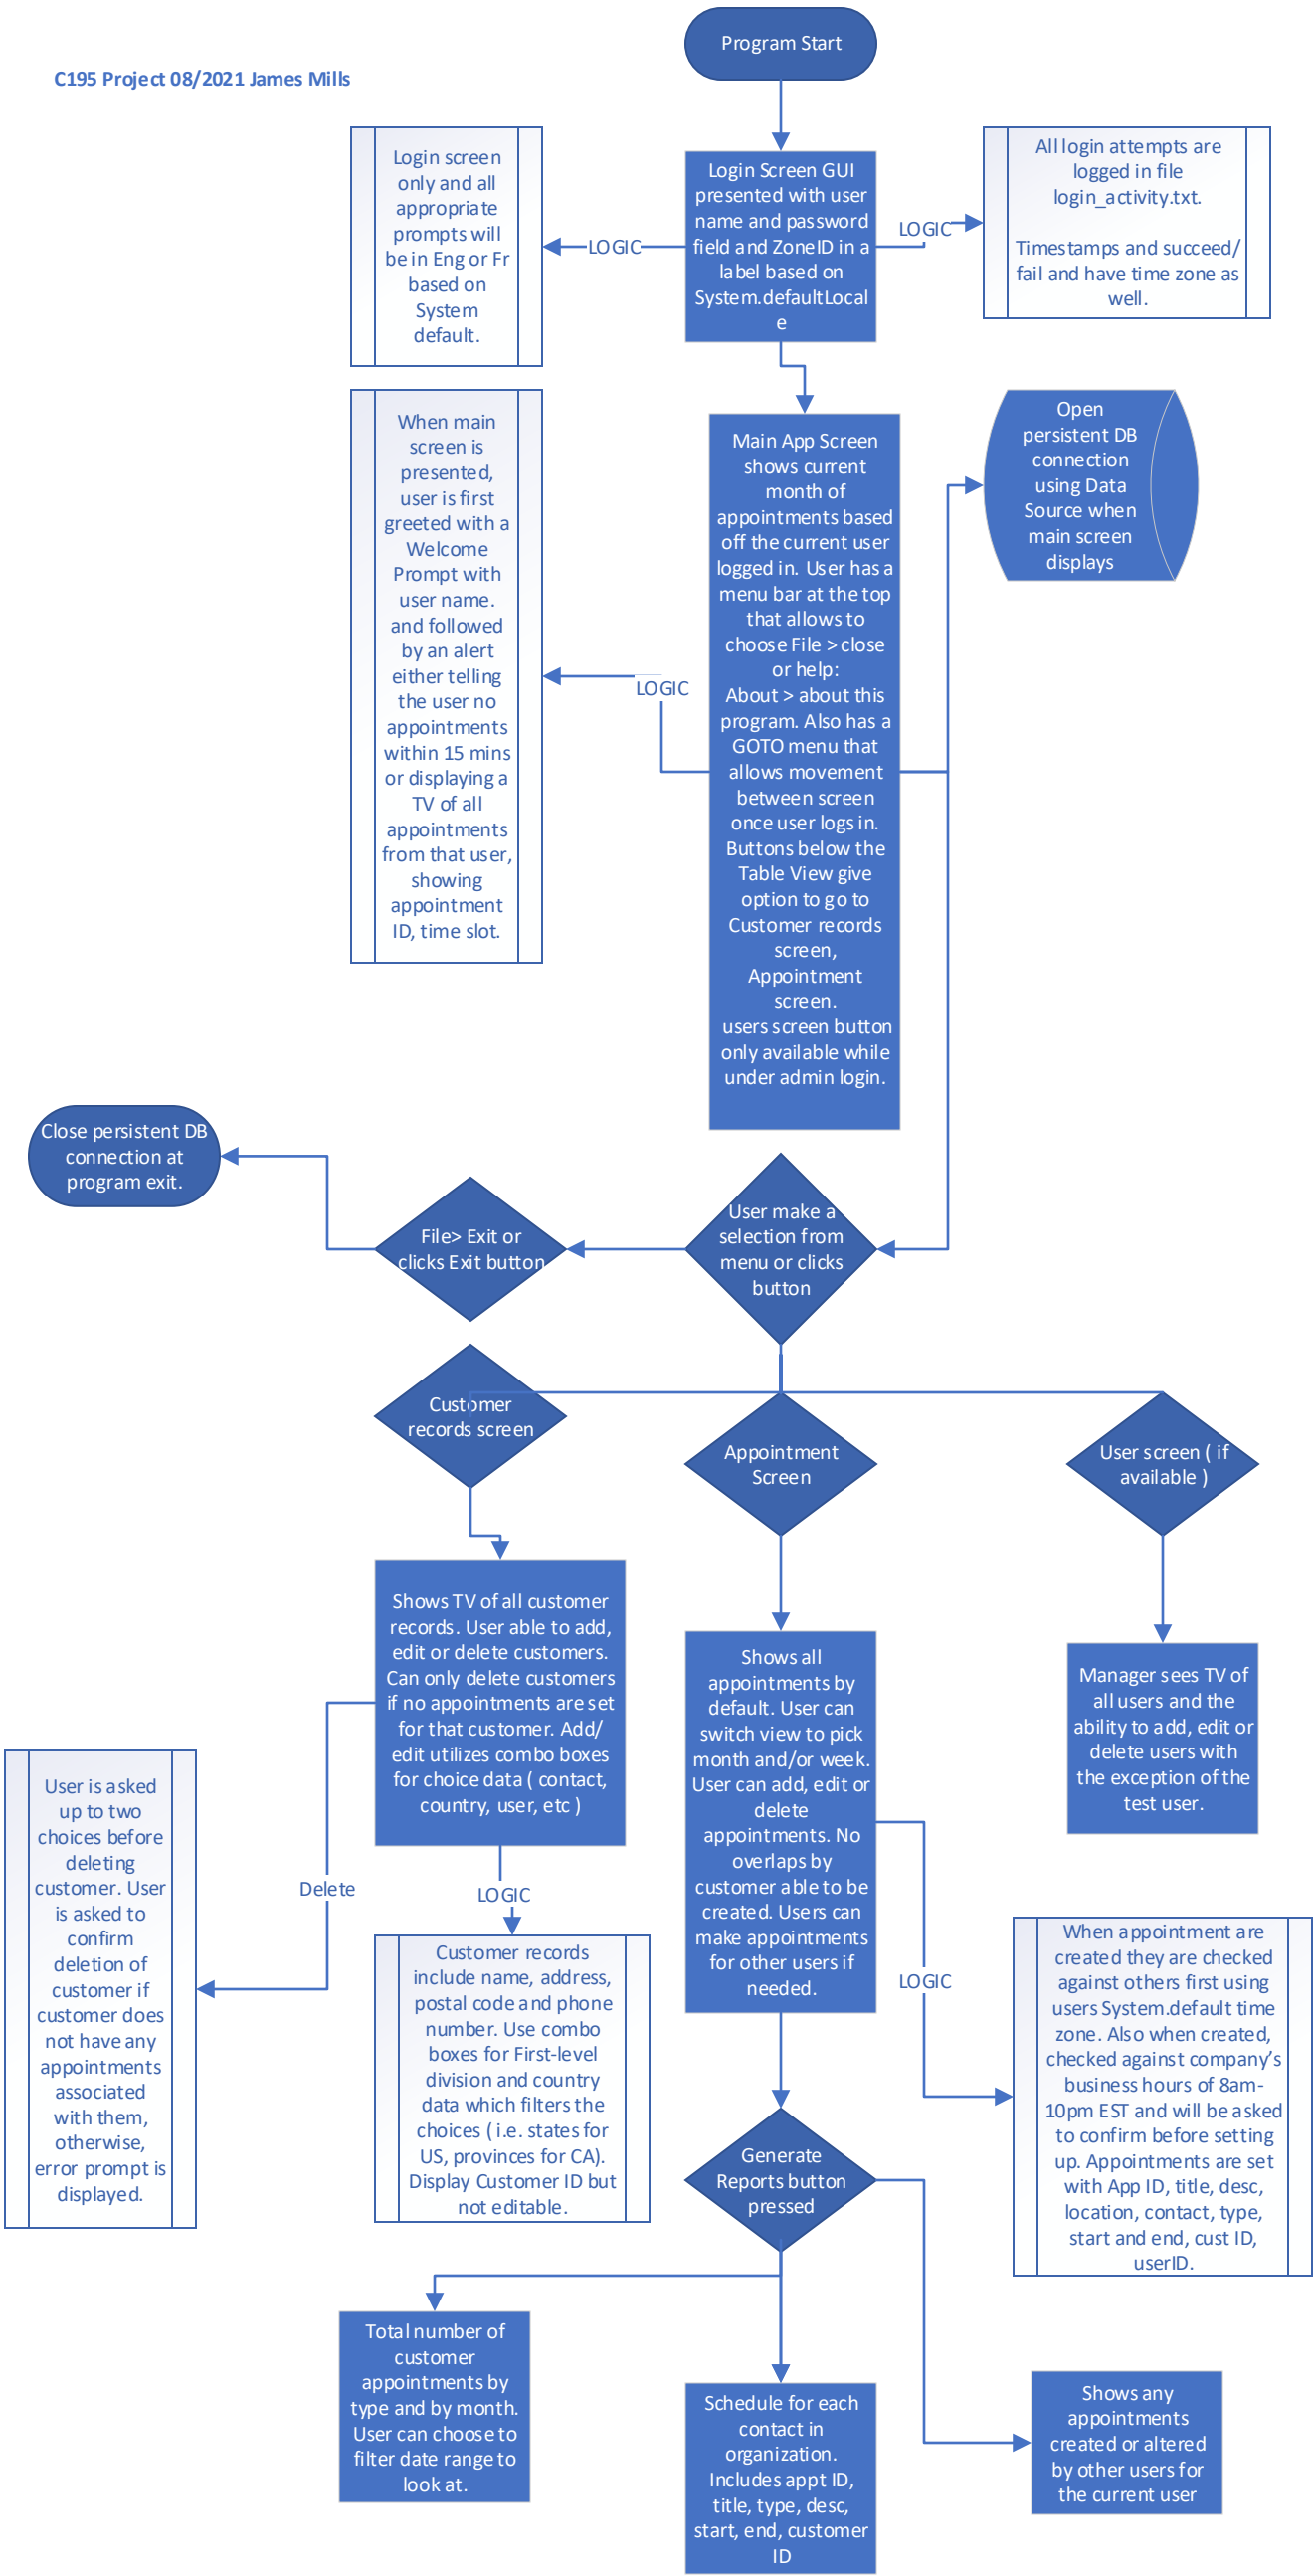 Program Start
C195 Project 08/2021 James Mills
Login screen
only and all
appropriate
prompts will
be in Eng or Fr
based on
System
default.
LOGIC
Login Screen GUI
presented with user
name and password
field and ZoneID in a
label based on
System.defaultLocal
e
LOGIC
All login attempts are
logged in file
login_activity.txt.
Timestamps and succeed/
fail and have time zone as
well.
When main
screen is
presented,
user is first
greeted with a
Welcome
Prompt with
user name.
and followed
by an alert
either telling
the user no
appointments
within 15 mins
or displaying a
TV of all
appointments
from that user,
showing
appointment
ID, time slot.
LOGIC
Main App Screen
shows current
month of
appointments based
off the current user
logged in. User has a
menu bar at the top
that allows to
choose File > close
or help:
About > about this
program. Also has a
GOTO menu that
allows movement
between screen
once user logs in.
Buttons below the
Table View give
option to go to
Customer records
screen,
Appointment
screen.
users screen button
only available while
under admin login.
Open
persistent DB
connection
using Data
Source when
main screen
displays
Close persistent DB
connection at
program exit.
File> Exit or
clicks Exit button
User make a
selection from
menu or clicks
button
Customer
records screen
Appointment
Screen
User screen ( if
available )
Shows TV of all customer
records. User able to add,
edit or delete customers.
Can only delete customers
if no appointments are set
for that customer. Add/
edit utilizes combo boxes
for choice data ( contact,
country, user, etc )
Shows all
appointments by
default. User can
switch view to pick
month and/or week.
User can add, edit or
delete
appointments. No
overlaps by
customer able to be
created. Users can
make appointments
for other users if
needed.
Manager sees TV of
all users and the
ability to add, edit or
delete users with
the exception of the
test user.
User is asked
up to two
choices before
deleting
customer. User
is asked to
confirm
deletion of
customer if
customer does
not have any
appointments
associated
with them,
otherwise,
error prompt is
displayed.
Delete
LOGIC
Customer records
include name, address,
postal code and phone
number. Use combo
boxes for First-level
division and country
data which filters the
choices ( i.e. states for
US, provinces for CA).
Display Customer ID but
not editable.
LOGIC
When appointment are
created they are checked
against others first using
users System.default time
zone. Also when created,
checked against company’s
business hours of 8am-
10pm EST and will be asked
to confirm before setting
up. Appointments are set
with App ID, title, desc,
location, contact, type,
start and end, cust ID,
userID.
Generate
Reports button
pressed
Total number of
customer
appointments by
type and by month.
User can choose to
filter date range to
look at.
Schedule for each
contact in
organization.
Includes appt ID,
title, type, desc,
start, end, customer
ID
Shows any
appointments
created or altered
by other users for
the current user